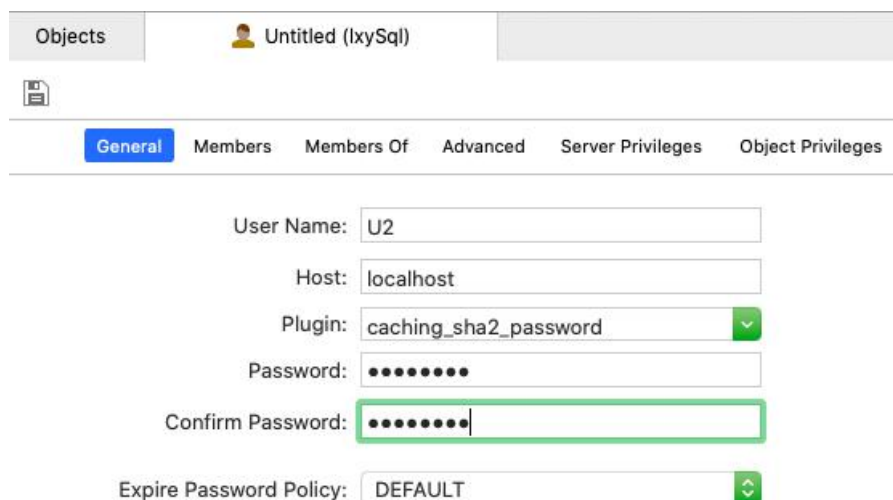 Objects Untitled (lxySql)
General Members Members Of Advanced Server Privileges Object Privileges
User Name: U2
Host: localhost
Plugin: caching_sha2_password
Password: ••••••••
Confirm Password: ••••••••
Expire Password Policy: DEFAULT